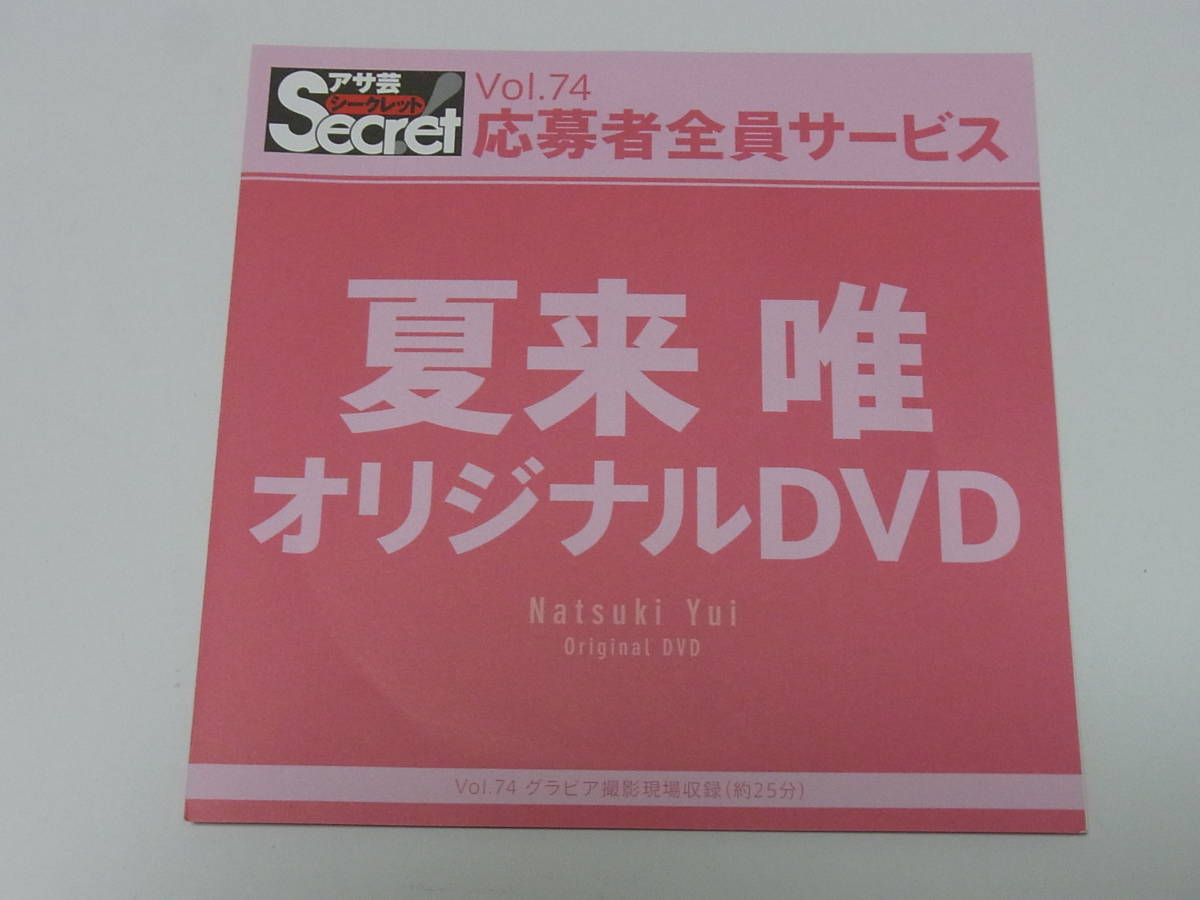 アサ芸
シークレット
Secret!
Vol.74
応募者全員サービス
夏来 唯
オリジナルDVD
Natsuki Yui
Original DVD
Vol.74 グラビア撮影現場収録(約25分)